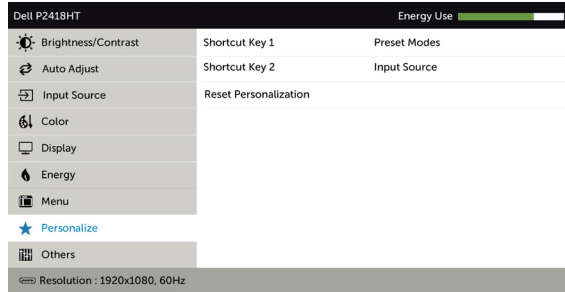 Dell P2418HT Energy Use
Brightness/Contrast Shortcut Key 1 Preset Modes
Auto Adjust Shortcut Key 2 Input Source
Input Source Reset Personalization
Color
Display
Energy
Menu
Personalize
Others
Resolution : 1920x1080, 60Hz